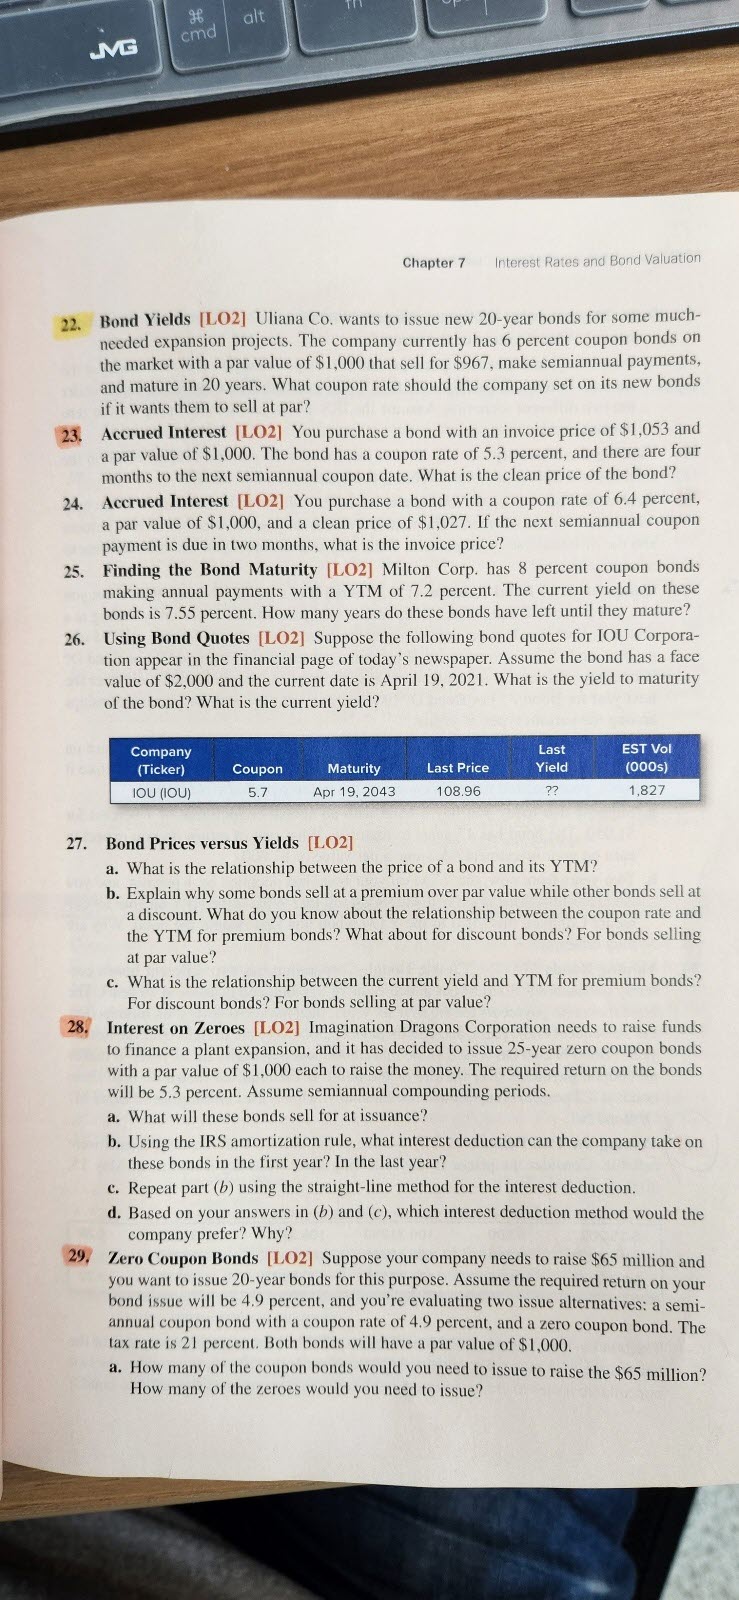 ⌘
cmd
alt
JMG
Chapter 7 Interest Rates and Bond Valuation
22. Bond Yields [LO2] Uliana Co. wants to issue new 20-year bonds for some much-
needed expansion projects. The company currently has 6 percent coupon bonds on
the market with a par value of $1,000 that sell for $967, make semiannual payments,
and mature in 20 years. What coupon rate should the company set on its new bonds
if it wants them to sell at par?
23. Accrued Interest [LO2] You purchase a bond with an invoice price of $1,053 and
a par value of $1,000. The bond has a coupon rate of 5.3 percent, and there are four
months to the next semiannual coupon date. What is the clean price of the bond?
24. Accrued Interest [LO2] You purchase a bond with a coupon rate of 6.4 percent,
a par value of $1,000, and a clean price of $1,027. If the next semiannual coupon
payment is due in two months, what is the invoice price?
25. Finding the Bond Maturity [LO2] Milton Corp. has 8 percent coupon bonds
making annual payments with a YTM of 7.2 percent. The current yield on these
bonds is 7.55 percent. How many years do these bonds have left until they mature?
26. Using Bond Quotes [LO2] Suppose the following bond quotes for IOU Corpora-
tion appear in the financial page of today's newspaper. Assume the bond has a face
value of $2,000 and the current date is April 19, 2021. What is the yield to maturity
of the bond? What is the current yield?
Company Last EST Vol
(Ticker) Coupon Maturity Last Price Yield (000s)
IOU (IOU) 5.7 Apr 19, 2043 108.96 ?? 1,827
27. Bond Prices versus Yields [LO2]
a. What is the relationship between the price of a bond and its YTM?
b. Explain why some bonds sell at a premium over par value while other bonds sell at
a discount. What do you know about the relationship between the coupon rate and
the YTM for premium bonds? What about for discount bonds? For bonds selling
at par value?
c. What is the relationship between the current yield and YTM for premium bonds?
For discount bonds? For bonds selling at par value?
28. Interest on Zeroes [LO2] Imagination Dragons Corporation needs to raise funds
to finance a plant expansion, and it has decided to issue 25-year zero coupon bonds
with a par value of $1,000 each to raise the money. The required return on the bonds
will be 5.3 percent. Assume semiannual compounding periods.
a. What will these bonds sell for at issuance?
b. Using the IRS amortization rule, what interest deduction can the company take on
these bonds in the first year? In the last year?
c. Repeat part (b) using the straight-line method for the interest deduction.
d. Based on your answers in (b) and (c), which interest deduction method would the
company prefer? Why?
29. Zero Coupon Bonds [LO2] Suppose your company needs to raise $65 million and
you want to issue 20-year bonds for this purpose. Assume the required return on your
bond issue will be 4.9 percent, and you're evaluating two issue alternatives: a semi-
annual coupon bond with a coupon rate of 4.9 percent, and a zero coupon bond. The
tax rate is 21 percent. Both bonds will have a par value of $1,000.
a. How many of the coupon bonds would you need to issue to raise the $65 million?
How many of the zeroes would you need to issue?